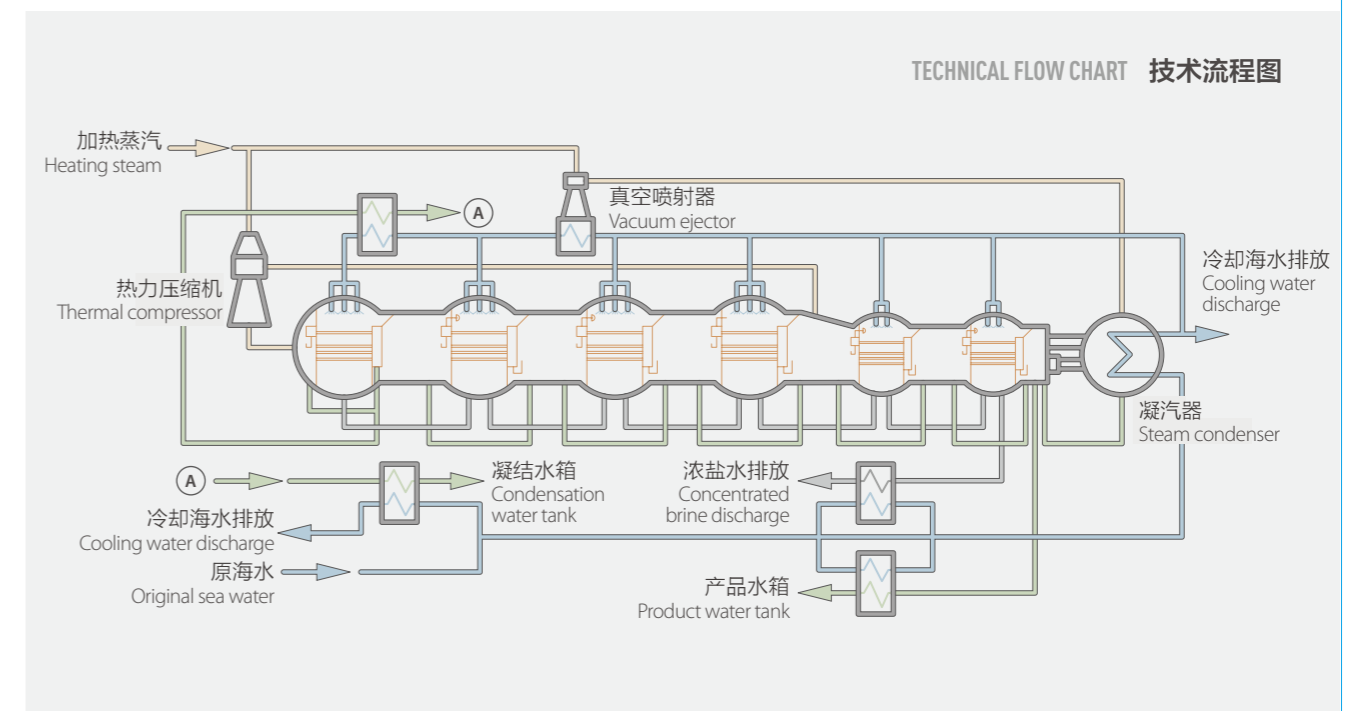 TECHNICAL FLOW CHART 技术流程图
加热蒸汽
Heating steam
A
真空喷射器
Vacuum ejector
热力压缩机
Thermal compressor
冷却海水排放
Cooling water
discharge
凝汽器
Steam condenser
A
凝结水箱
Condensation
water tank
浓盐水排放
Concentrated
brine discharge
冷却海水排放
Cooling water discharge
原海水
Original sea water
产品水箱
Product water tank